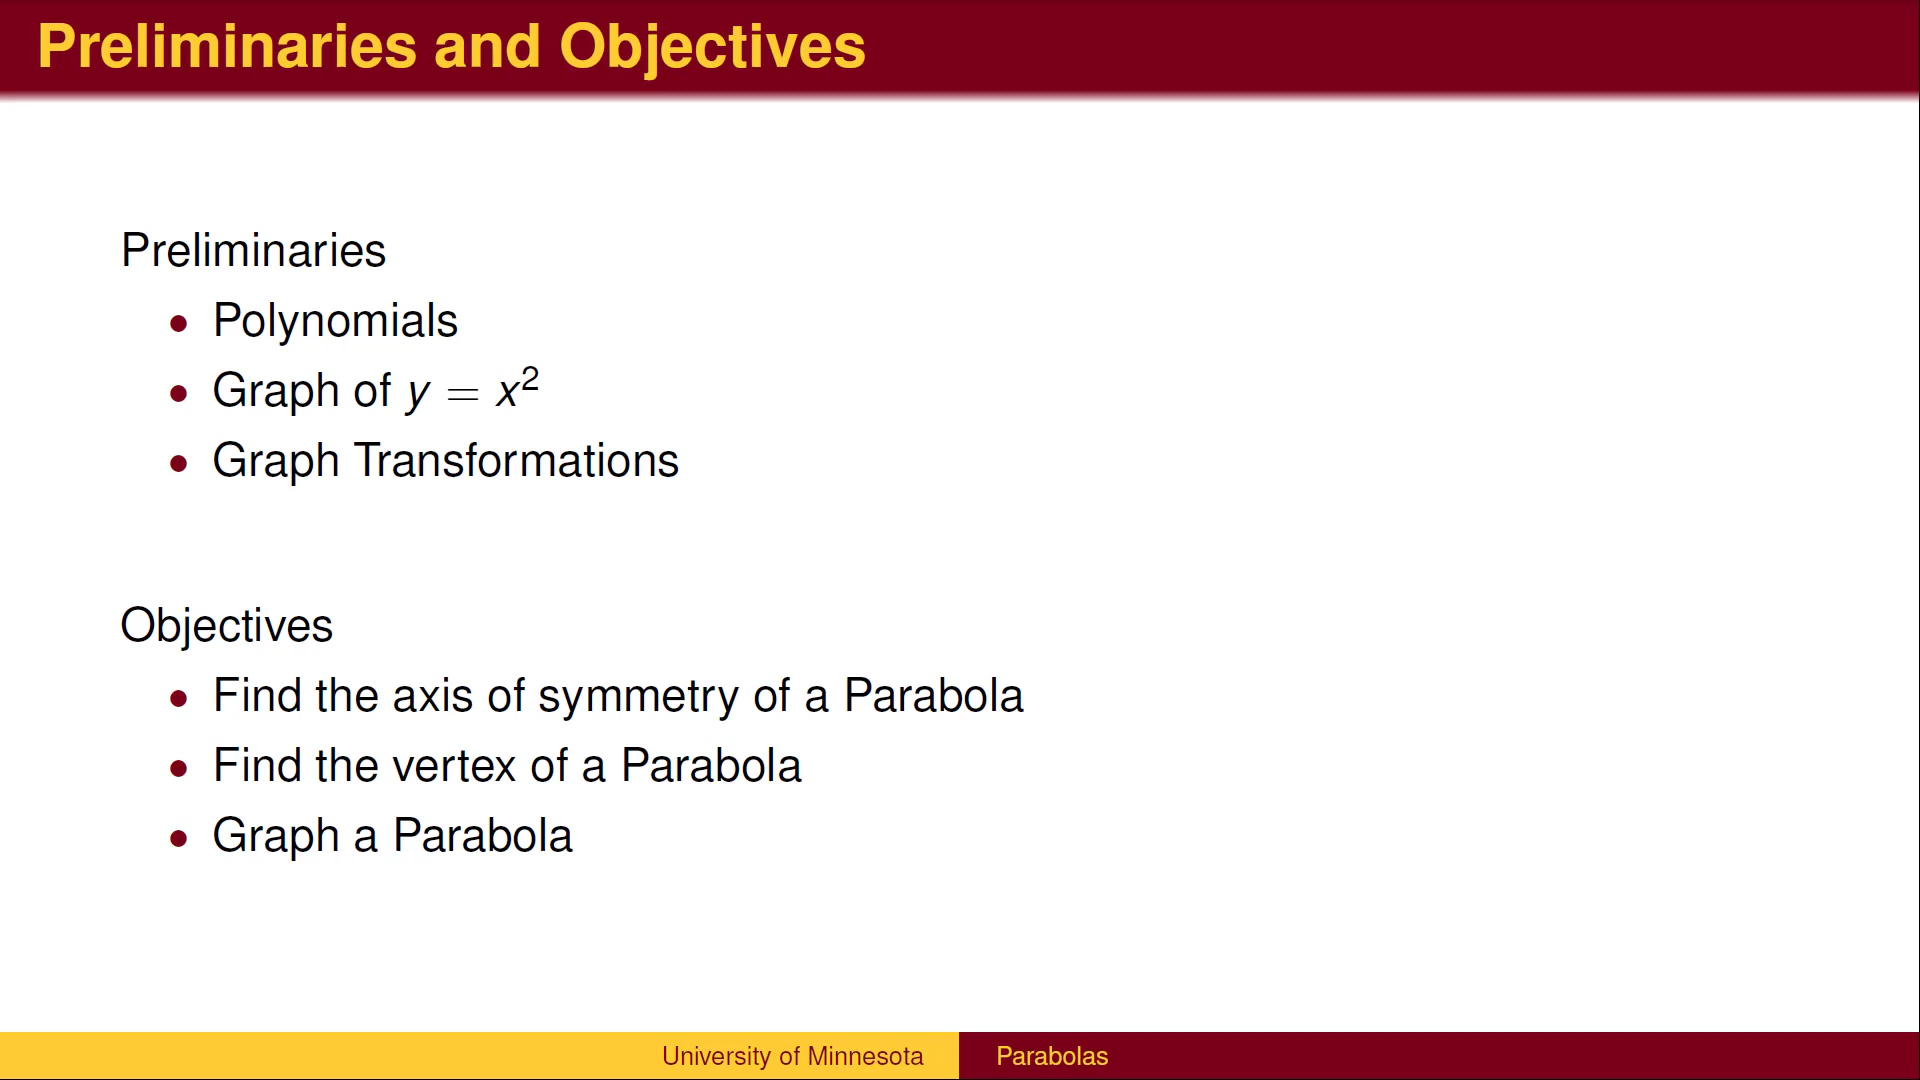 Preliminaries and Objectives
Preliminaries
• Polynomials
• Graph of y = x²
• Graph Transformations
Objectives
• Find the axis of symmetry of a Parabola
• Find the vertex of a Parabola
• Graph a Parabola
University of Minnesota Parabolas